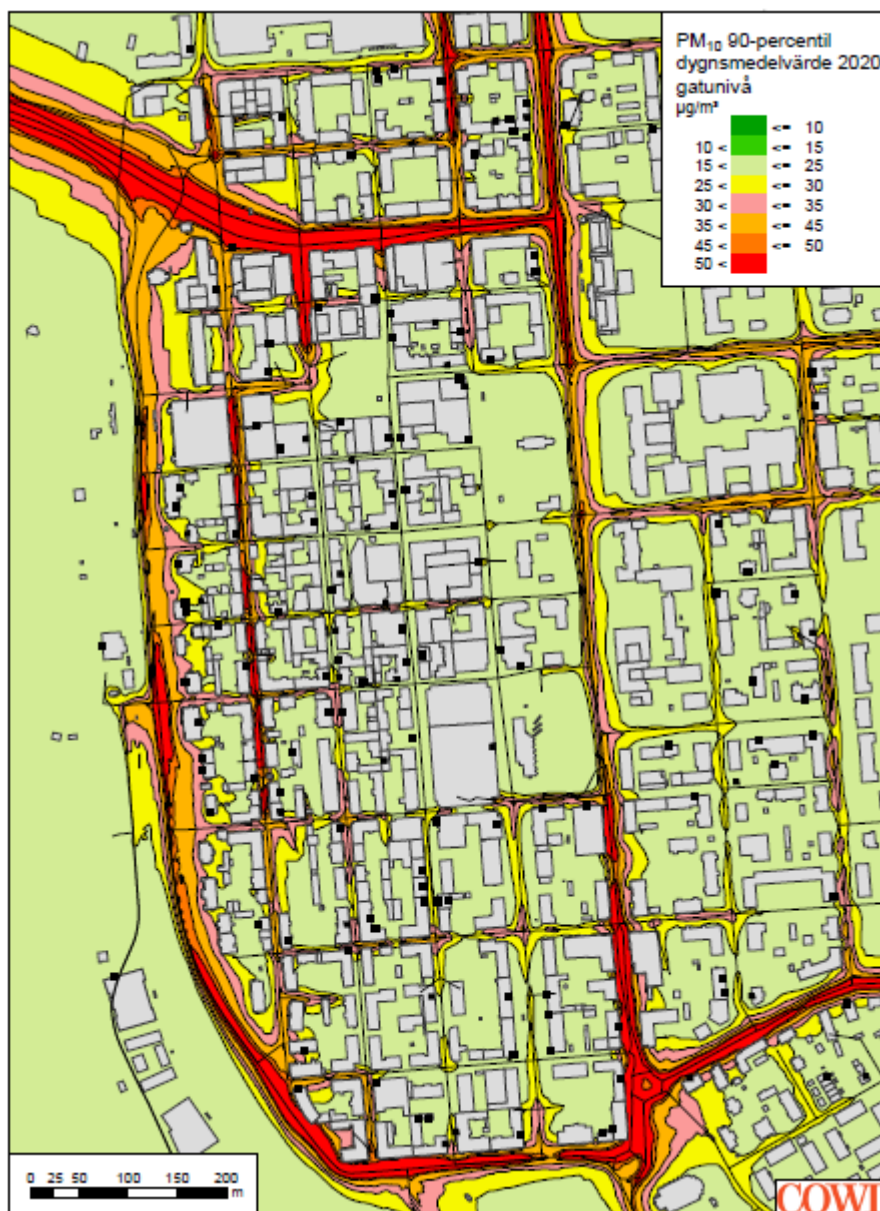 PM₁₀ 90-percentil
dygnsmedelvärde 2020
gatunivå
µg/m³
<= 10
10 < <= 15
15 < <= 25
25 < <= 30
30 < <= 35
35 < <= 45
45 < <= 50
50 <
0 25 50 100 150 200
m
COWI